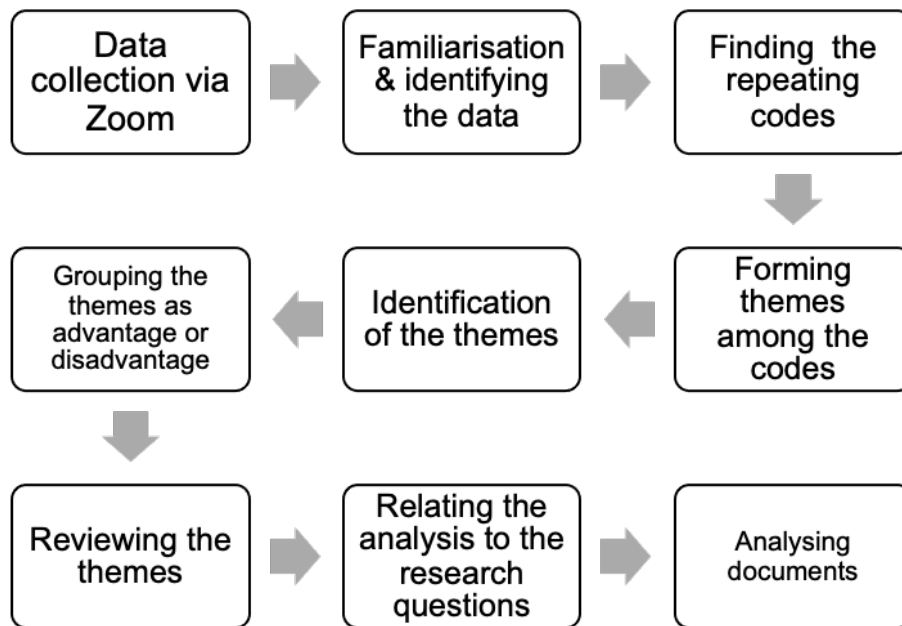 Data
collection via
Zoom
Familiarisation
& identifying
the data
Finding the
repeating
codes
Forming
themes
among the
codes
Identification
of the themes
Grouping the
themes as
advantage or
disadvantage
Reviewing the
themes
Relating the
analysis to the
research
questions
Analysing
documents